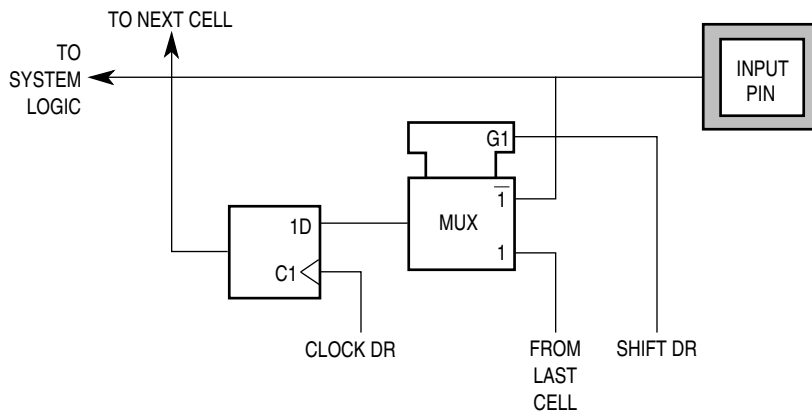 TO NEXT CELL
TO
SYSTEM
LOGIC
INPUT
PIN
G1
1
MUX
1
1D
C1
CLOCK DR
FROM
LAST
CELL
SHIFT DR